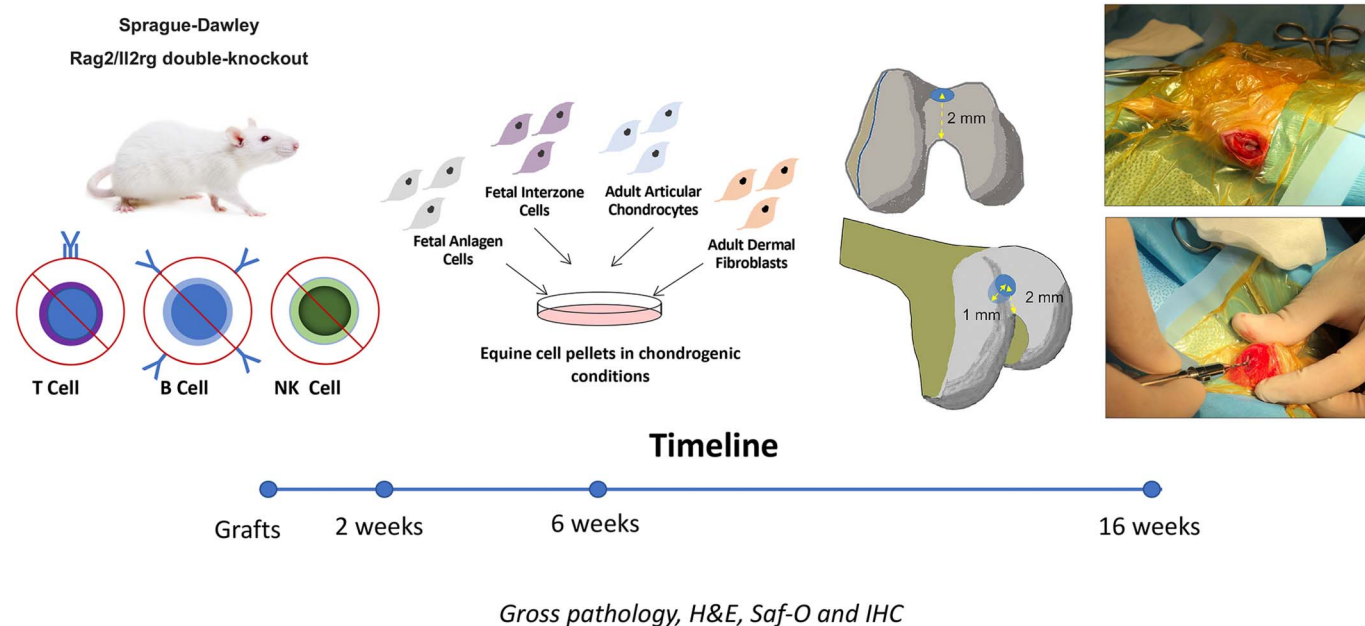 Sprague-Dawley
Rag2/Il2rg double-knockout
T Cell
B Cell
NK Cell
Fetal Interzone
Cells
Adult Articular
Chondrocytes
Fetal Anlagen
Cells
Adult Dermal
Fibroblasts
Equine cell pellets in chondrogenic
conditions
2 mm
1 mm
2 mm
Timeline
Grafts
2 weeks
6 weeks
16 weeks
Gross pathology, H&E, Saf-O and IHC